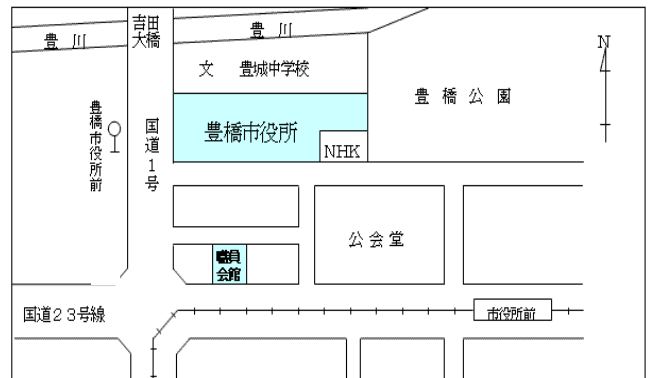 吉田
大橋
豊 川
豊 川
N
文 豊城中学校
豊橋公園
豊橋市役所前
国道1号
豊橋市役所
NHK
公会堂
職員
会館
国道23号線
市役所前